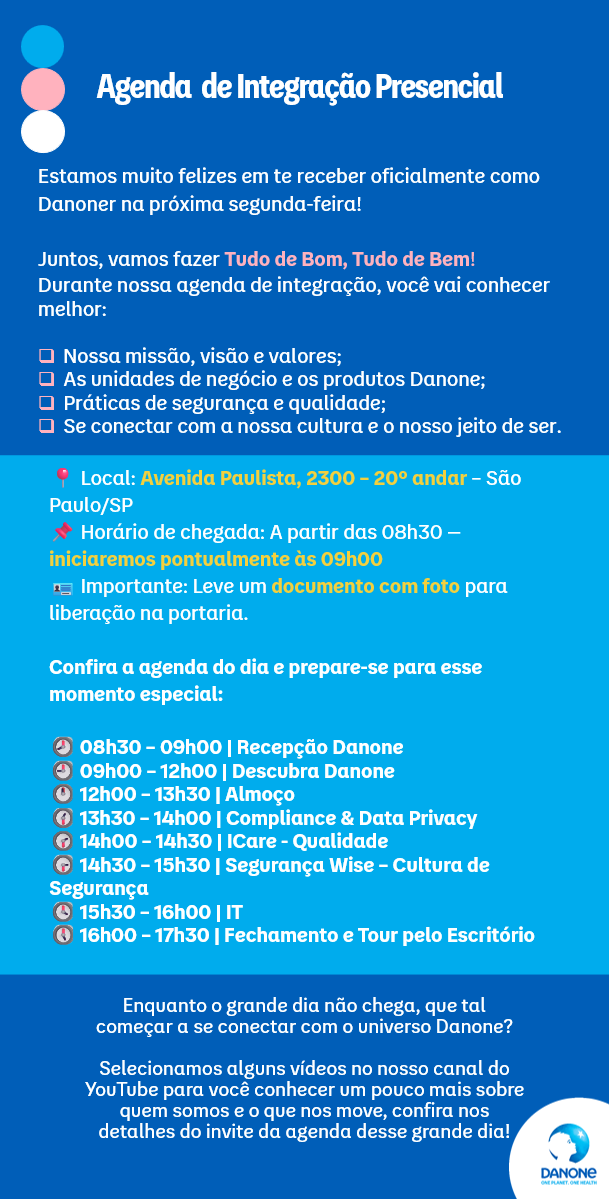 Agenda de Integração Presencial
Estamos muito felizes em te receber oficialmente como
Danoner na próxima segunda-feira!
Juntos, vamos fazer Tudo de Bom, Tudo de Bem!
Durante nossa agenda de integração, você vai conhecer
melhor:
❑ Nossa missão, visão e valores;
❑ As unidades de negócio e os produtos Danone;
❑ Práticas de segurança e qualidade;
❑ Se conectar com a nossa cultura e o nosso jeito de ser.
📍 Local: Avenida Paulista, 2300 – 20º andar – São
Paulo/SP
📌 Horário de chegada: A partir das 08h30 –
iniciaremos pontualmente às 09h00
🪪 Importante: Leve um documento com foto para
liberação na portaria.
Confira a agenda do dia e prepare-se para esse
momento especial:
🕘 08h30 – 09h00 | Recepção Danone
🕘 09h00 – 12h00 | Descubra Danone
🕛 12h00 – 13h30 | Almoço
🕜 13h30 – 14h00 | Compliance & Data Privacy
🕝 14h00 – 14h30 | ICare - Qualidade
🕞 14h30 – 15h30 | Segurança Wise – Cultura de
Segurança
🕓 15h30 – 16h00 | IT
🕔 16h00 – 17h30 | Fechamento e Tour pelo Escritório
Enquanto o grande dia não chega, que tal
começar a se conectar com o universo Danone?
Selecionamos alguns vídeos no nosso canal do
YouTube para você conhecer um pouco mais sobre
quem somos e o que nos move, confira nos
detalhes do invite da agenda desse grande dia!
DANONE
ONE PLANET. ONE HEALTH